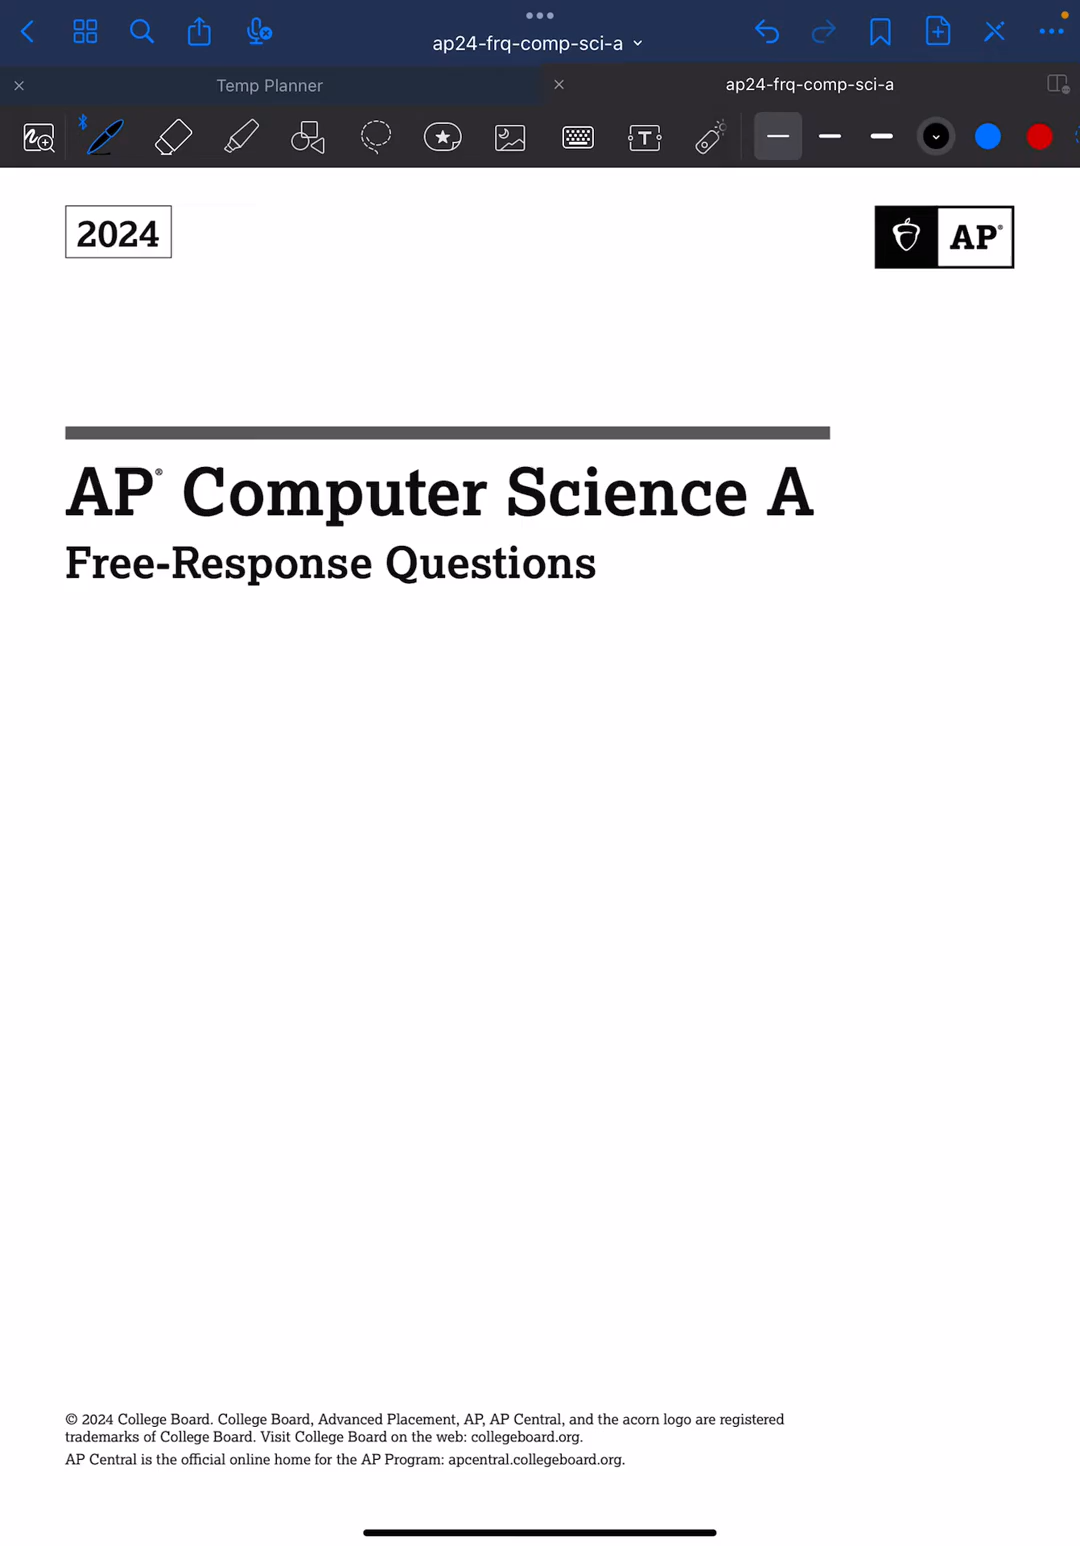 ap24-frq-comp-sci-a
Temp Planner
ap24-frq-comp-sci-a
T
2024
AP®
AP® Computer Science A
Free-Response Questions
© 2024 College Board. College Board, Advanced Placement, AP, AP Central, and the acorn logo are registered
trademarks of College Board. Visit College Board on the web: collegeboard.org.
AP Central is the official online home for the AP Program: apcentral.collegeboard.org.